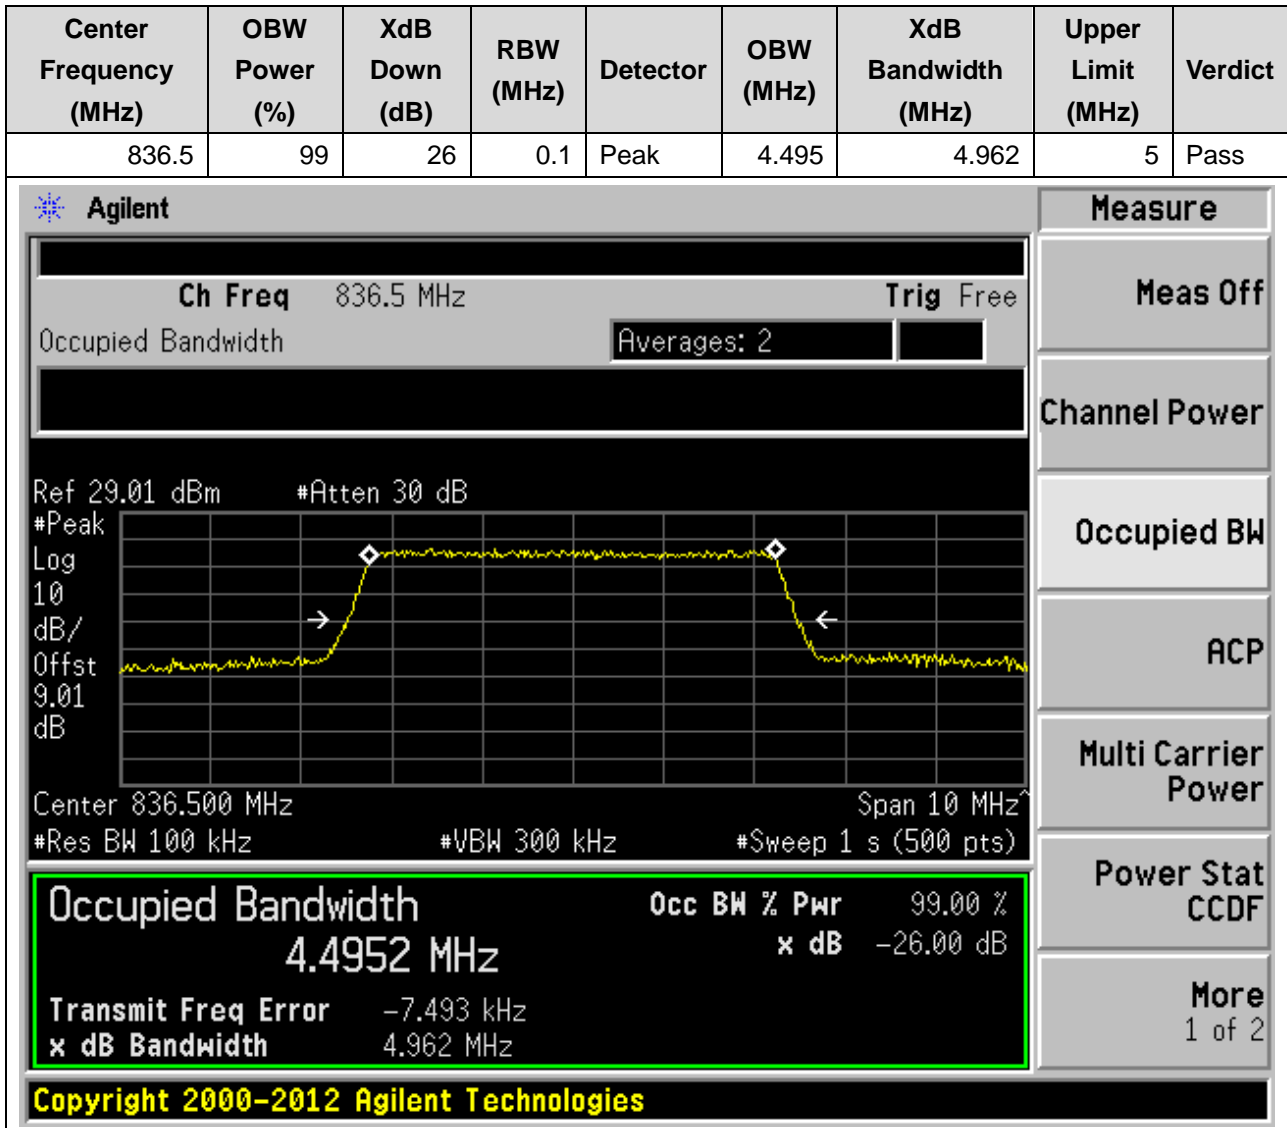 Center Frequency (MHz) OBW Power (%) XdB Down (dB) RBW (MHz) Detector OBW (MHz) XdB Bandwidth (MHz) Upper Limit (MHz) Verdict
836.5 99 26 0.1 Peak 4.495 4.962 5 Pass
Agilent
Measure
Ch Freq 836.5 MHz Trig Free
Meas Off
Occupied Bandwidth Averages: 2
Channel Power
Ref 29.01 dBm #Atten 30 dB
#Peak
Log
10
dB/
Offst
9.01
dB
Occupied BW
ACP
Multi Carrier
Power
Center 836.500 MHz Span 10 MHz^
#Res BW 100 kHz #VBW 300 kHz #Sweep 1 s (500 pts)
Power Stat
CCDF
Occupied Bandwidth Occ BW % Pwr 99.00 %
4.4952 MHz x dB -26.00 dB
Transmit Freq Error -7.493 kHz
x dB Bandwidth 4.962 MHz
More
1 of 2
Copyright 2000-2012 Agilent Technologies